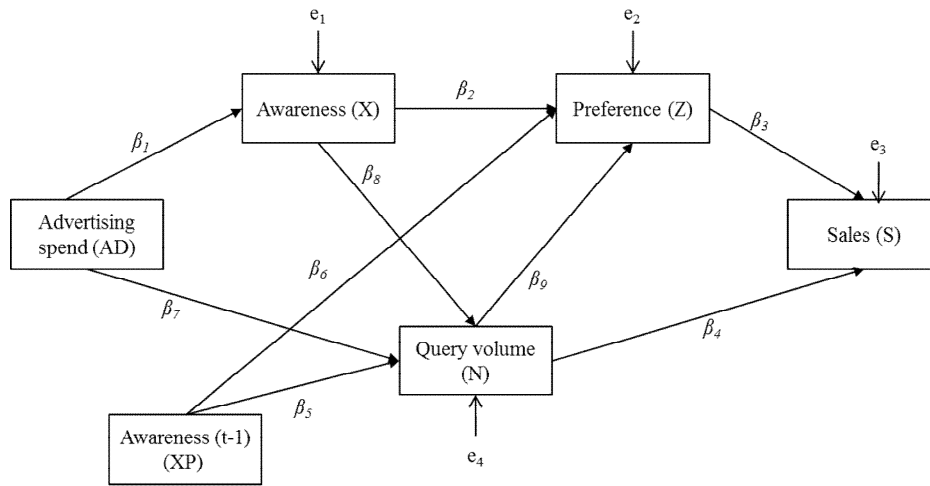 e₁
e₂
Awareness (X)
β₂
Preference (Z)
β₃
e₃
β₁
β₈
Advertising
spend (AD)
Sales (S)
β₆
β₉
β₇
β₄
Query volume
(N)
β₅
Awareness (t-1)
(XP)
e₄